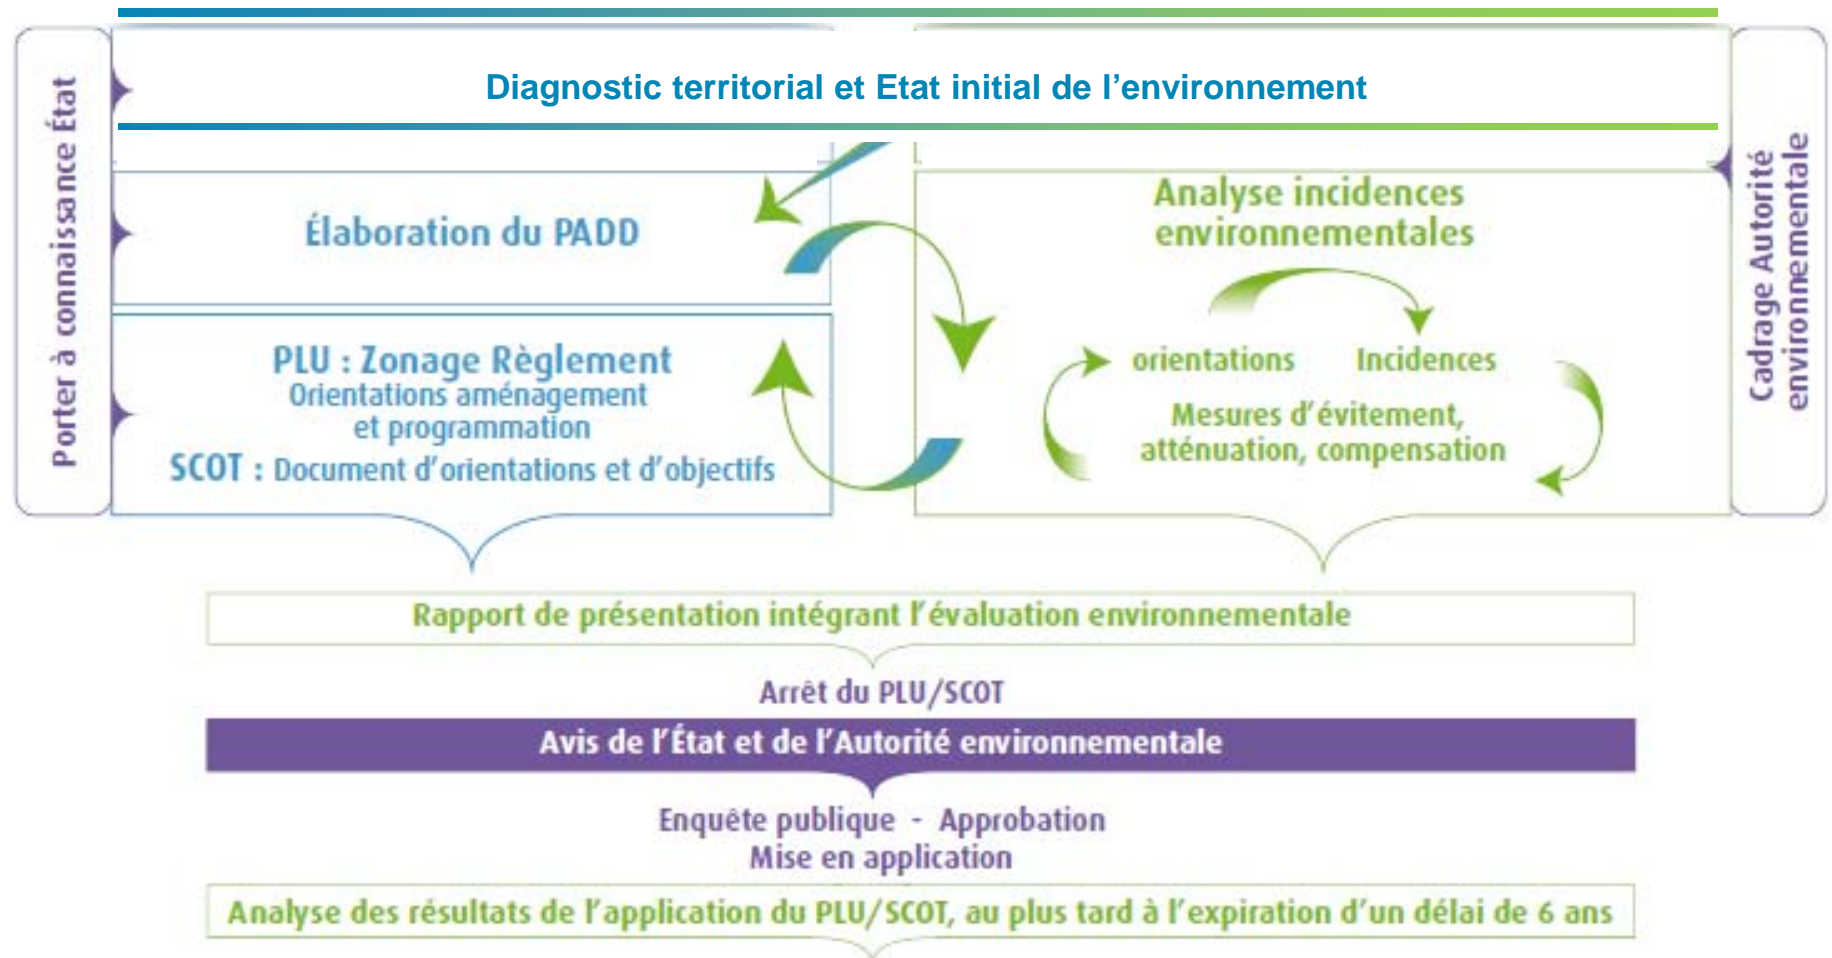 Porter à connaissance État
Diagnostic territorial et Etat initial de l'environnement
Élaboration du PADD
PLU : Zonage Règlement
Orientations aménagement
et programmation
SCOT : Document d'orientations et d'objectifs
Analyse incidences
environnementales
orientations
Incidences
Mesures d'évitement,
atténuation, compensation
Cadrage Autorité
environnementale
Rapport de présentation intégrant l'évaluation environnementale
Arrêt du PLU/SCOT
Avis de l'État et de l'Autorité environnementale
Enquête publique - Approbation
Mise en application
Analyse des résultats de l'application du PLU/SCOT, au plus tard à l'expiration d'un délai de 6 ans